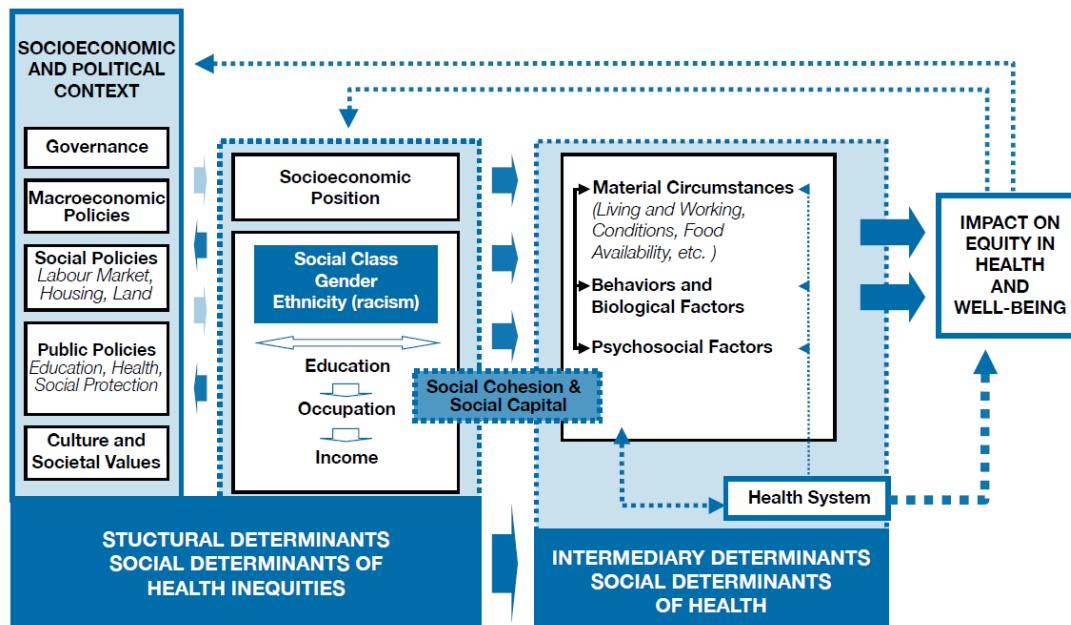 SOCIOECONOMIC
AND POLITICAL
CONTEXT
Governance
Macroeconomic
Policies
Social Policies
Labour Market,
Housing, Land
Public Policies
Education, Health,
Social Protection
Culture and
Societal Values
Socioeconomic
Position
Social Class
Gender
Ethnicity (racism)
Education
Occupation
Income
Social Cohesion &
Social Capital
Material Circumstances
(Living and Working,
Conditions, Food
Availability, etc. )
Behaviors and
Biological Factors
Psychosocial Factors
Health System
IMPACT ON
EQUITY IN
HEALTH
AND
WELL-BEING
STUCTURAL DETERMINANTS
SOCIAL DETERMINANTS OF
HEALTH INEQUITIES
INTERMEDIARY DETERMINANTS
SOCIAL DETERMINANTS
OF HEALTH